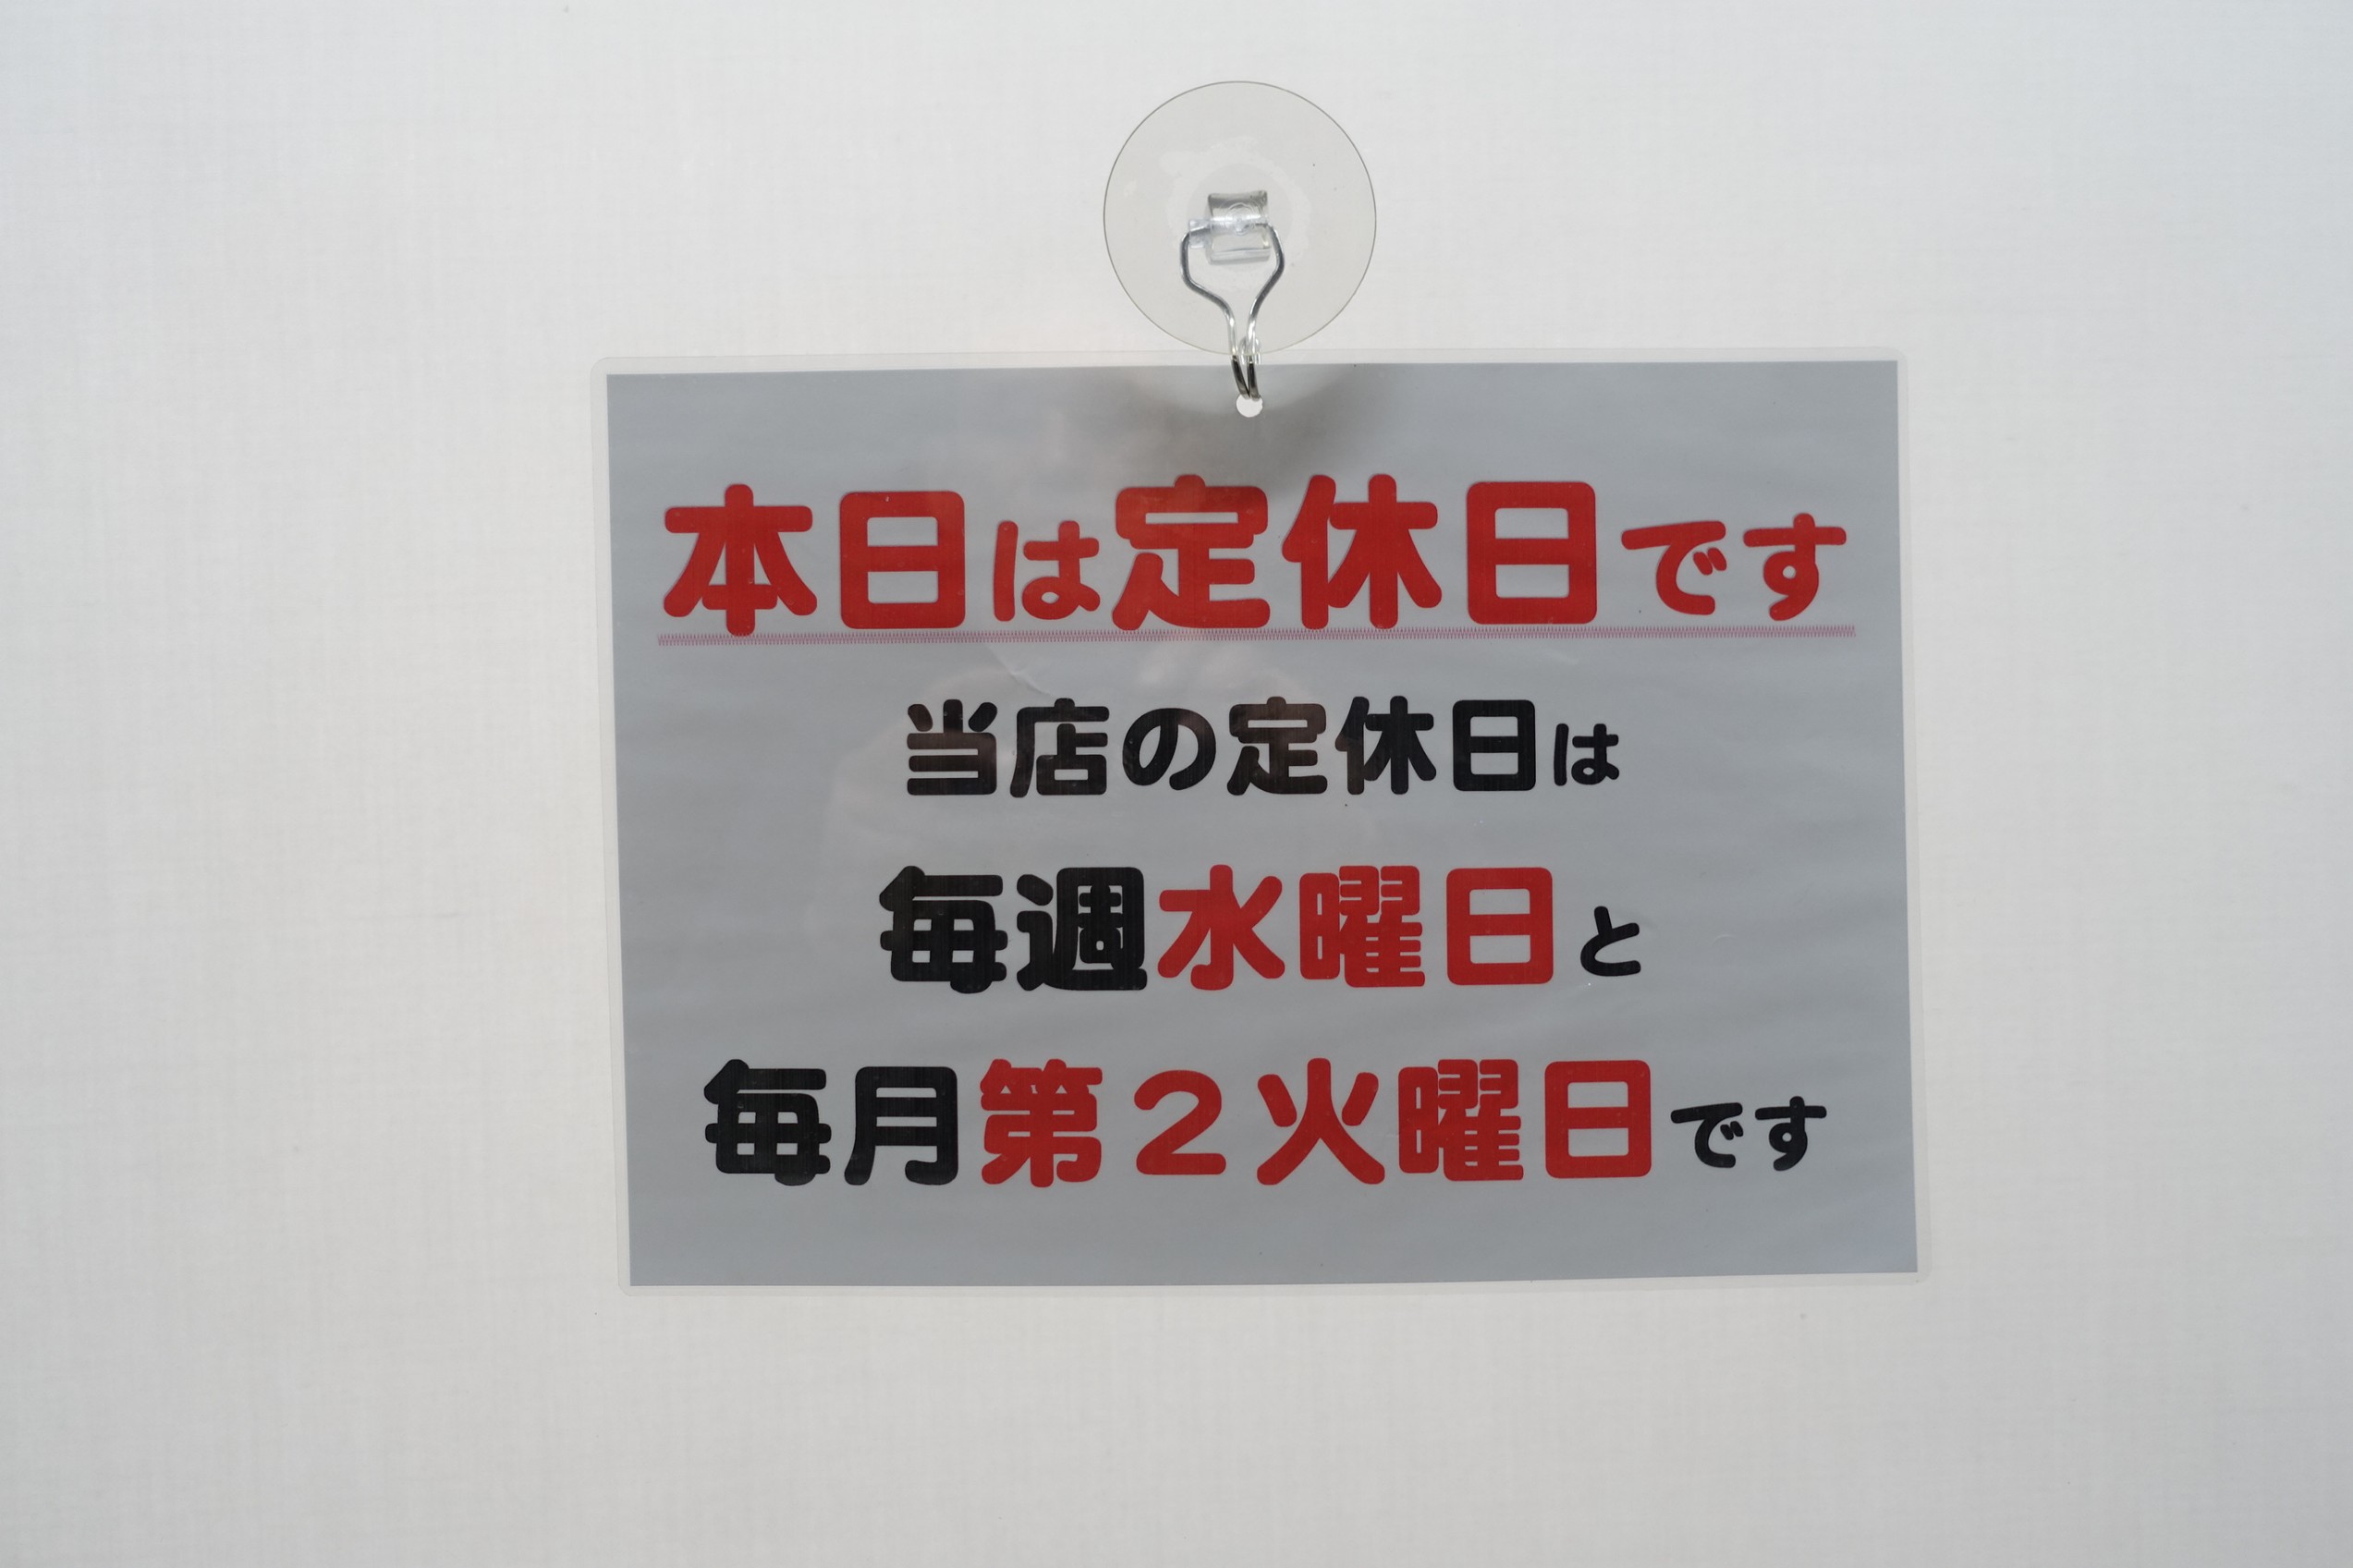 本日は定休日です
当店の定休日は
毎週水曜日と
毎月第２火曜日です